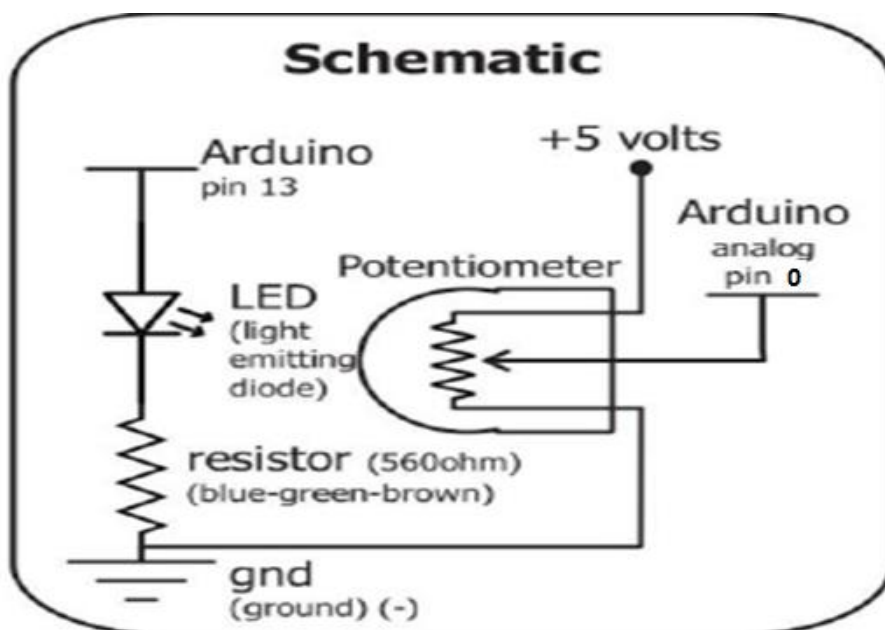 Schematic
Arduino
pin 13
+5 volts
Arduino
analog
pin 0
Potentiometer
LED
(light
emitting
diode)
resistor (560ohm)
(blue-green-brown)
gnd
(ground) (-)